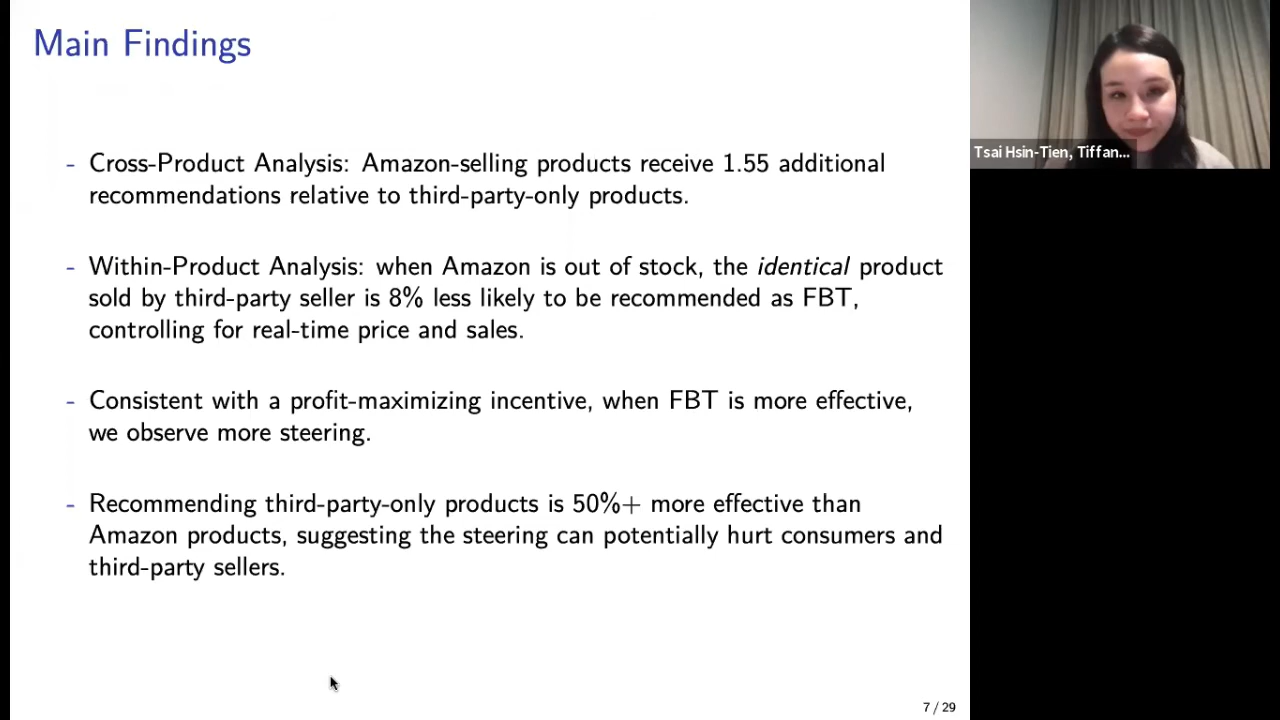 Main Findings
- Cross-Product Analysis: Amazon-selling products receive 1.55 additional
recommendations relative to third-party-only products.
- Within-Product Analysis: when Amazon is out of stock, the identical product
sold by third-party seller is 8% less likely to be recommended as FBT,
controlling for real-time price and sales.
- Consistent with a profit-maximizing incentive, when FBT is more effective,
we observe more steering.
- Recommending third-party-only products is 50%+ more effective than
Amazon products, suggesting the steering can potentially hurt consumers and
third-party sellers.
7 / 29
Tsai Hsin-Tien, Tiffan...